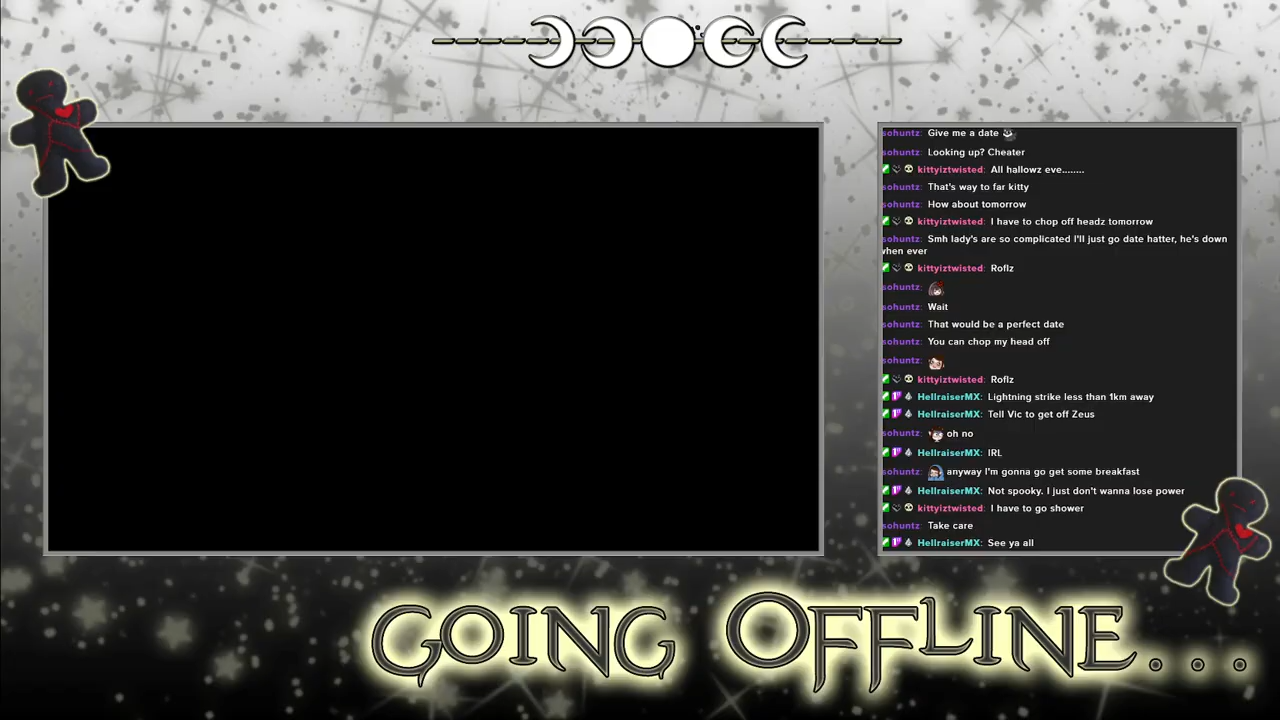 sohuntz: Give me a date
sohuntz: Looking up? Cheater
kittyiztwisted: All hallowz eve........
sohuntz: That's way to far kitty
sohuntz: How about tomorrow
kittyiztwisted: I have to chop off headz tomorrow
sohuntz: Smh lady's are so complicated I'll just go date hatter, he's down
when ever
kittyiztwisted: Roflz
sohuntz:
sohuntz: Wait
sohuntz: That would be a perfect date
sohuntz: You can chop my head off
sohuntz:
kittyiztwisted: Roflz
HellraiserMX: Lightning strike less than 1km away
HellraiserMX: Tell Vic to get off Zeus
sohuntz: oh no
HellraiserMX: IRL
sohuntz: anyway I'm gonna go get some breakfast
HellraiserMX: Not spooky. I just don't wanna lose power
kittyiztwisted: I have to go shower
sohuntz: Take care
HellraiserMX: See ya all
GOING OFFLINE...